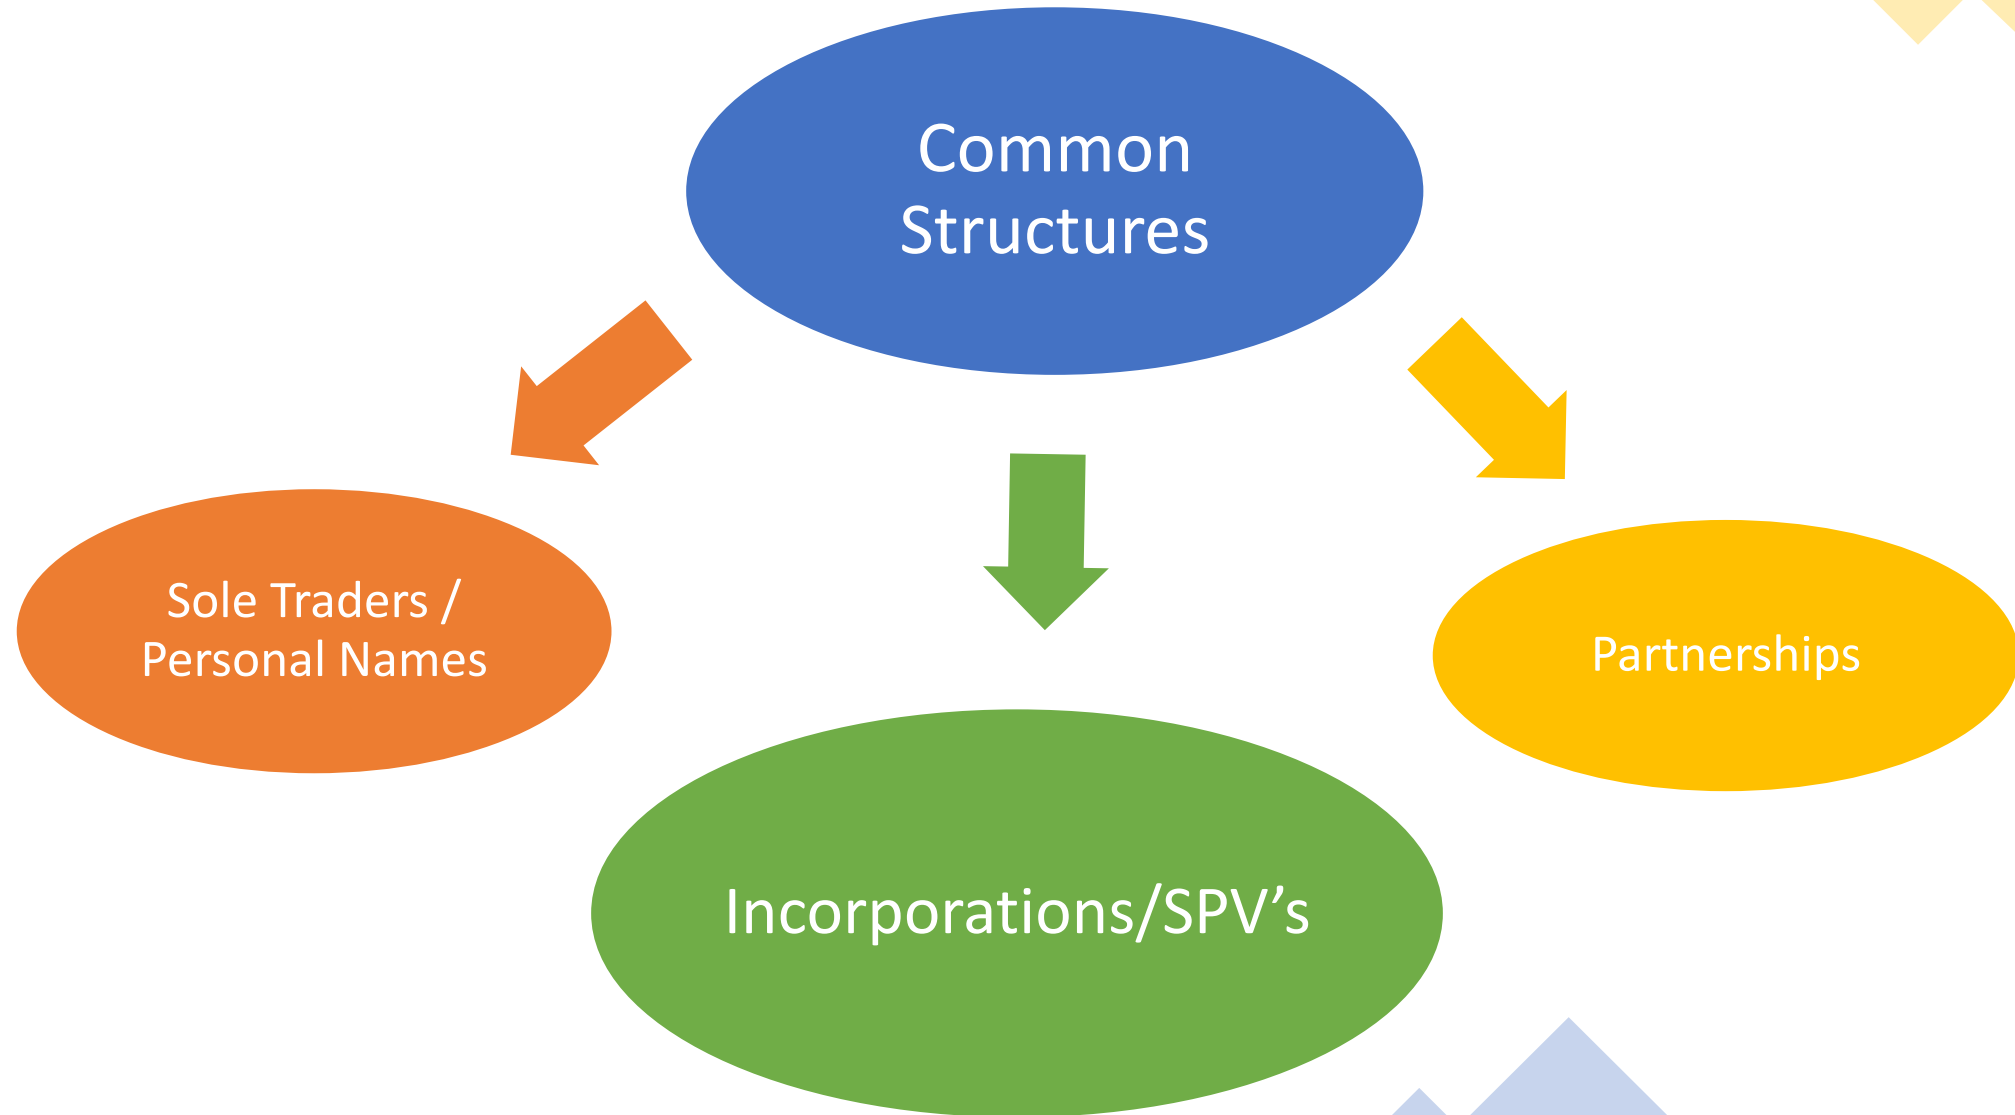 Common
Structures
Sole Traders /
Personal Names
Partnerships
Incorporations/SPV’s